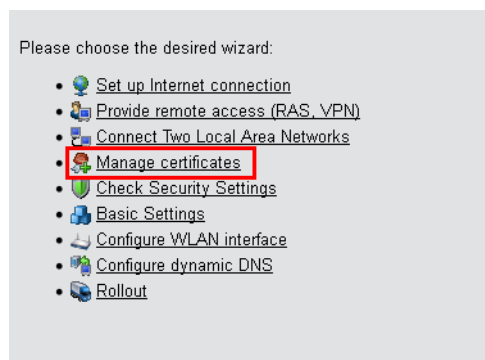 Please choose the desired wizard:
Set up Internet connection
Provide remote access (RAS, VPN)
Connect Two Local Area Networks
Manage certificates
Check Security Settings
Basic Settings
Configure WLAN interface
Configure dynamic DNS
Rollout